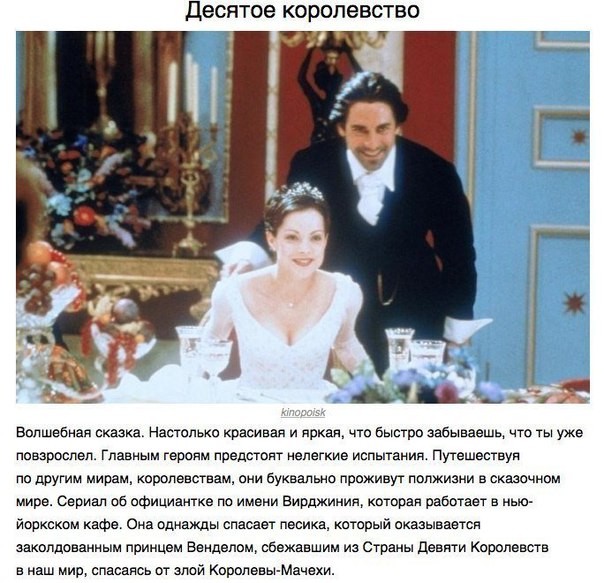 Десятое королевство
kinopoisk
Волшебная сказка. Настолько красивая и яркая, что быстро забываешь, что ты уже
повзрослел. Главным героям предстоят нелегкие испытания. Путешествуя
по другим мирам, королевствам, они буквально проживут полжизни в сказочном
мире. Сериал об официантке по имени Вирджиния, которая работает в нью-
йоркском кафе. Она однажды спасает песика, который оказывается
заколдованным принцем Венделом, сбежавшим из Страны Девяти Королевств
в наш мир, спасаясь от злой Королевы-Мачехи.